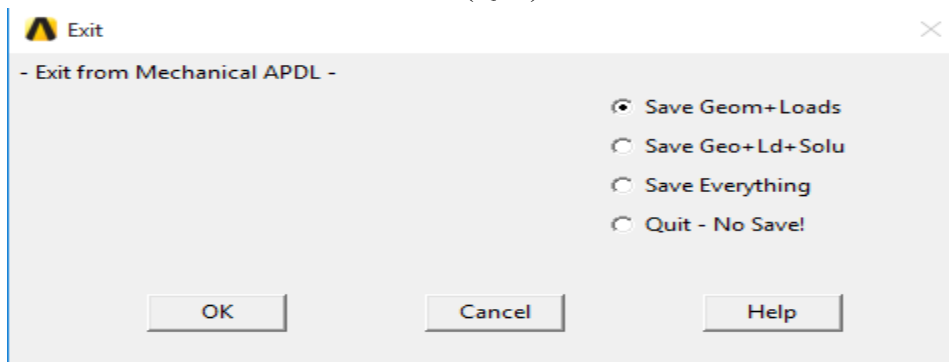 Exit
- Exit from Mechanical APDL -
Save Geom+Loads
Save Geo+Ld+Solu
Save Everything
Quit - No Save!
OK Cancel Help